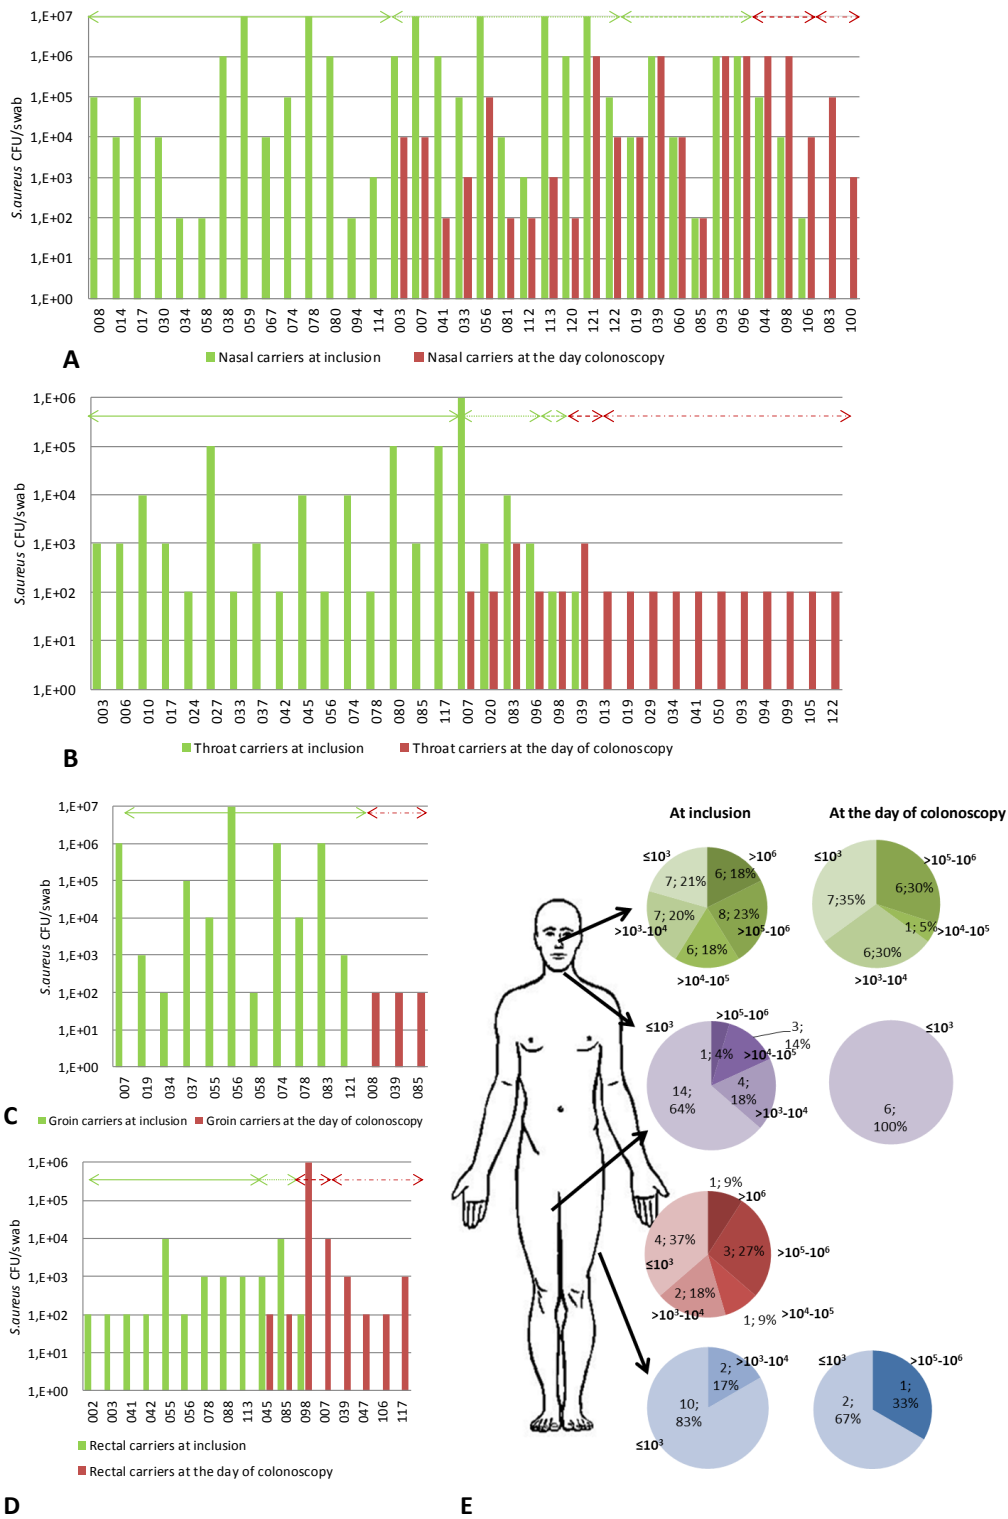 1,E+07
1,E+06
1,E+05
1,E+04
1,E+03
1,E+02
1,E+01
1,E+00
S.aureus CFU/swab
008 014 017 030 034 058 038 059 067 074 078 080 094 114 003 007 041 033 056 081 112 113 120 121 122 019 039 060 085 093 096 044 098 106 083 100
Nasal carriers at inclusion Nasal carriers at the day colonoscopy
A
1,E+06
1,E+05
1,E+04
1,E+03
1,E+02
1,E+01
1,E+00
S.aureus CFU/swab
003 006 010 017 024 027 033 037 042 045 056 074 078 080 085 117 007 020 083 096 098 039 013 019 029 034 041 050 093 094 099 105 122
Throat carriers at inclusion Throat carriers at the day of colonoscopy
B
1,E+07
1,E+06
1,E+05
1,E+04
1,E+03
1,E+02
1,E+01
1,E+00
S.aureus CFU/swab
007 019 034 037 055 056 058 074 078 083 121 008 039 085
Groin carriers at inclusion Groin carriers at the day of colonoscopy
C
1,E+06
1,E+05
1,E+04
1,E+03
1,E+02
1,E+01
1,E+00
S.aureus CFU/swab
002 003 041 042 055 056 078 088 113 045 085 098 007 039 047 106 117
Rectal carriers at inclusion
Rectal carriers at the day of colonoscopy
D
At inclusion At the day of colonoscopy
≤10³ >10⁶
6; 18%
7; 21%
8; 23%
7; 20%
>10³-10⁴ >10⁵-10⁶
6; 18%
>10⁴-10⁵
≤10³ >10⁵-10⁶
6;30%
7;35%
1; 5% >10⁴-10⁵
6;30%
>10³-10⁴
>10⁵-10⁶
≤10³
3;
14%
1; 4% >10⁴-10⁵
4;
18%
14;
64%
>10³-10⁴
≤10³
6;
100%
1; 9%
>10⁶
4; 37%
3; 27% >10⁵-10⁶
≤10³
2; 18%
>10³-10⁴
1; 9% >10⁴-10⁵
>10³-10⁴
2;
17%
10;
83%
≤10³
≤10³ >10⁵-10⁶
1;
33%
2;
67%
E